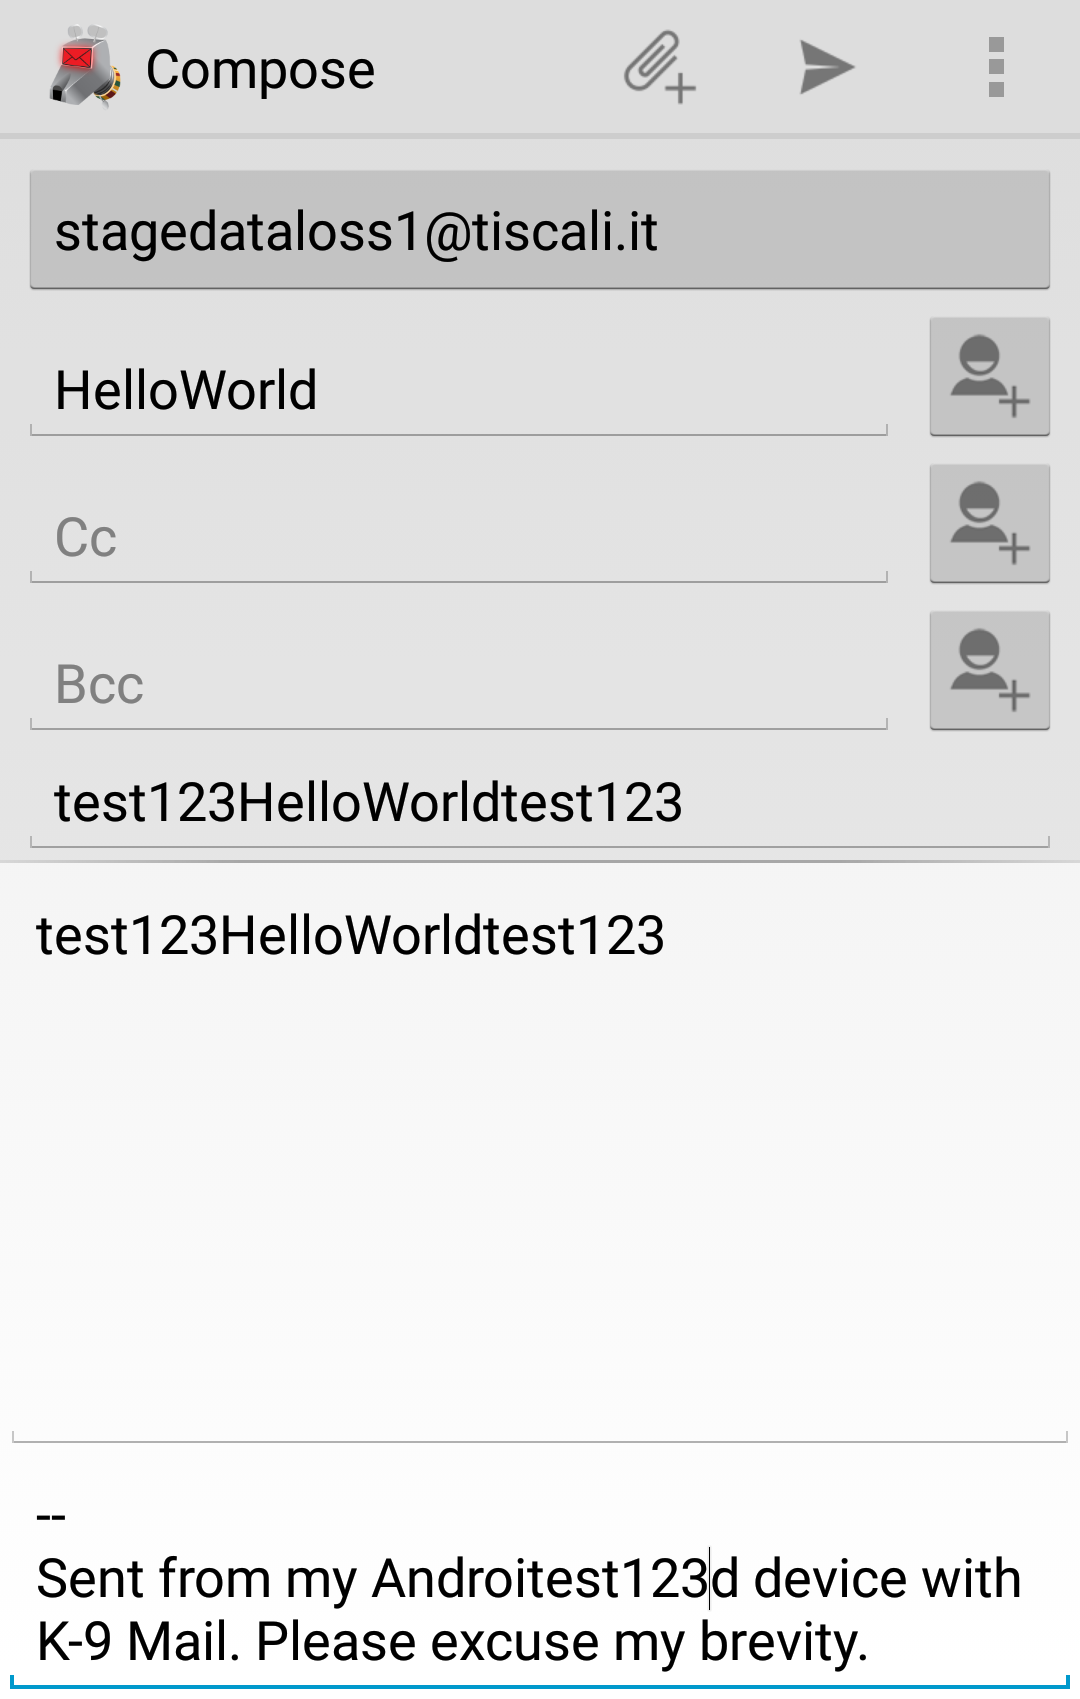 Compose
stagedataloss1@tiscali.it
HelloWorld
Cc
Bcc
test123HelloWorldtest123
test123HelloWorldtest123
--
Sent from my Androitest123d device with
K-9 Mail. Please excuse my brevity.